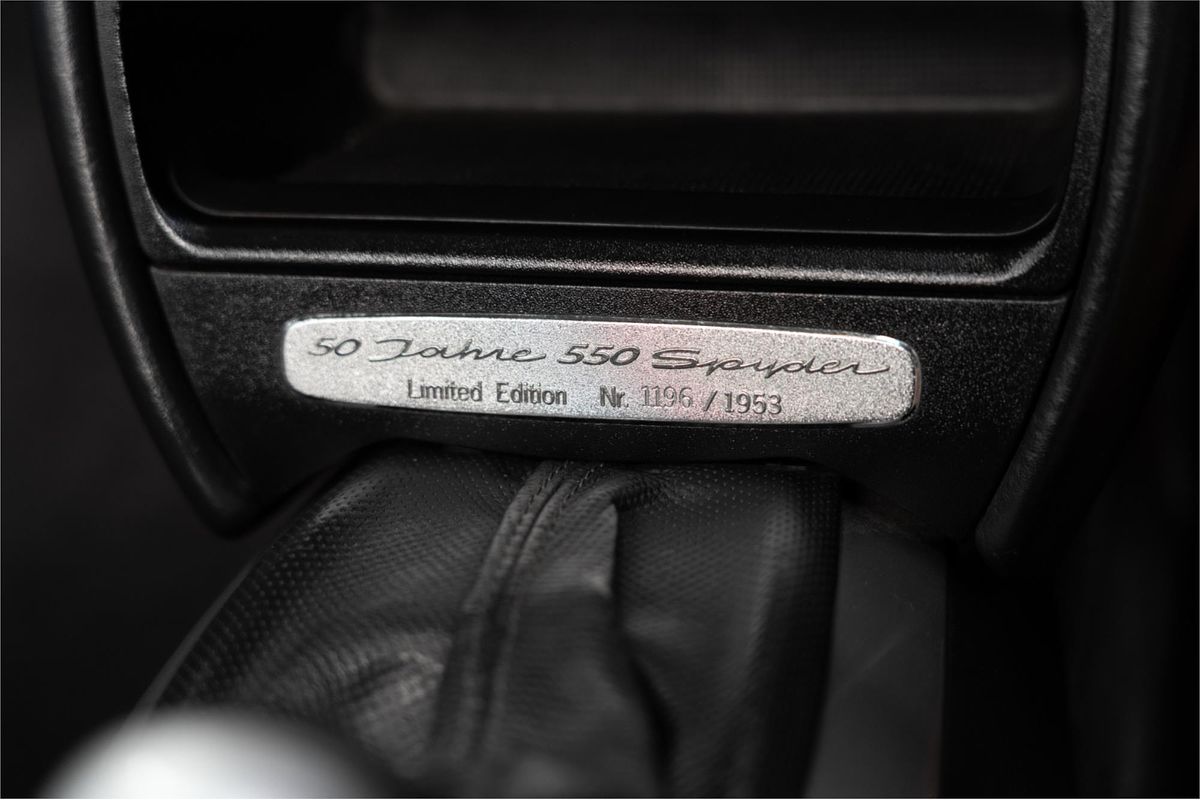 50 Jahre 550 Spyder
Limited Edition Nr. 1196 / 1953